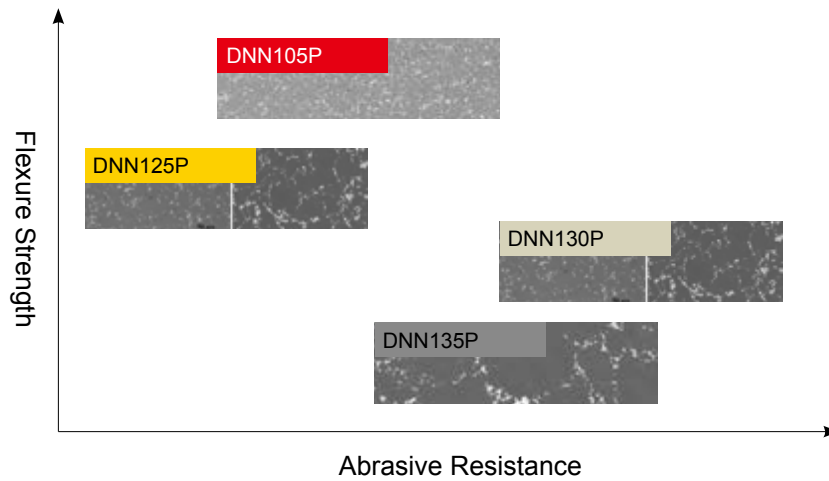 DNN105P
DNN125P
DNN130P
DNN135P
Flexure Strength
Abrasive Resistance